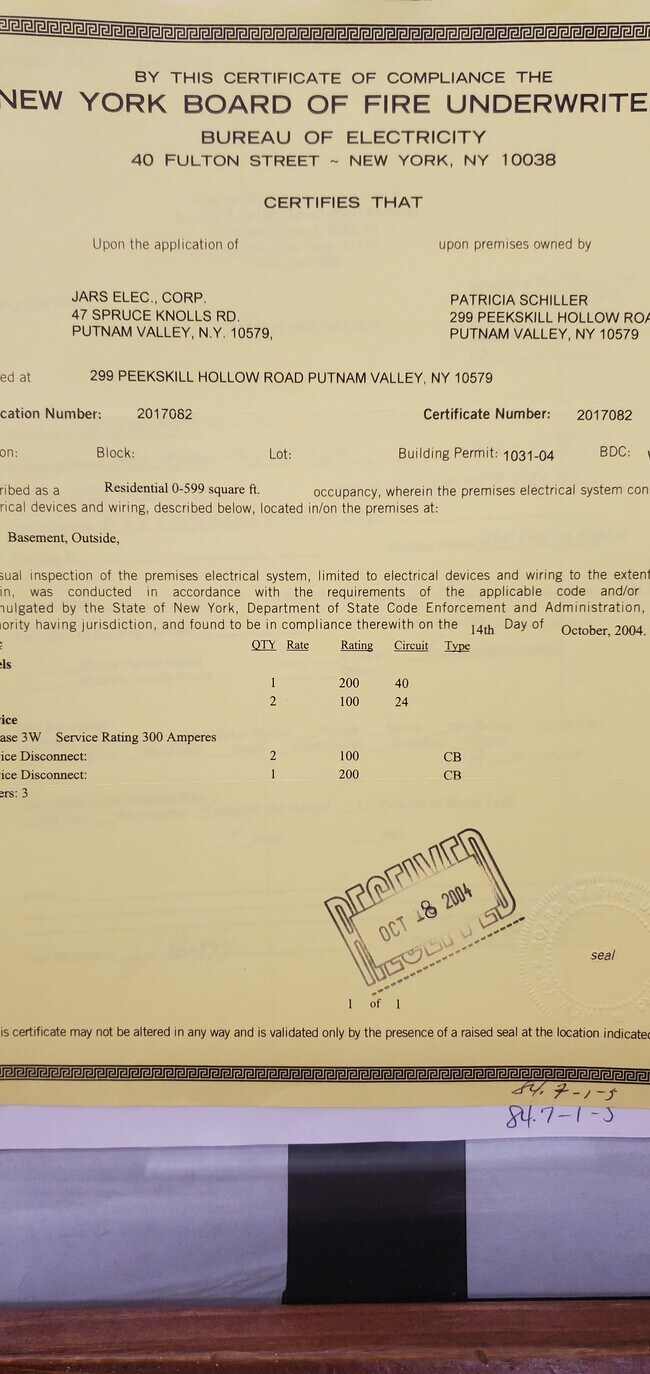 BY THIS CERTIFICATE OF COMPLIANCE THE
NEW YORK BOARD OF FIRE UNDERWRITE
BUREAU OF ELECTRICITY
40 FULTON STREET ~ NEW YORK, NY 10038
CERTIFIES THAT
Upon the application of upon premises owned by
JARS ELEC., CORP. PATRICIA SCHILLER
47 SPRUCE KNOLLS RD. 299 PEEKSKILL HOLLOW ROA
PUTNAM VALLEY, N.Y. 10579, PUTNAM VALLEY, NY 10579
ed at 299 PEEKSKILL HOLLOW ROAD PUTNAM VALLEY, NY 10579
cation Number: 2017082 Certificate Number: 2017082
on: Block: Lot: Building Permit: 1031-04 BDC:
ribed as a Residential 0-599 square ft. occupancy, wherein the premises electrical system con
rical devices and wiring, described below, located in/on the premises at:
Basement, Outside,
sual inspection of the premises electrical system, limited to electrical devices and wiring to the extent
in, was conducted in accordance with the requirements of the applicable code and/or
nulgated by the State of New York, Department of State Code Enforcement and Administration,
ority having jurisdiction, and found to be in compliance therewith on the 14th Day of October, 2004.
QTY Rate Rating Circuit Type
els
1 200 40
2 100 24
ice
ase 3W Service Rating 300 Amperes
ice Disconnect: 2 100 CB
ice Disconnect: 1 200 CB
ers: 3
RECEIVED
OCT 18 2004
RECEIVED
seal
1 of 1
is certificate may not be altered in any way and is validated only by the presence of a raised seal at the location indicated
84.7-1-5
84.7-1-5